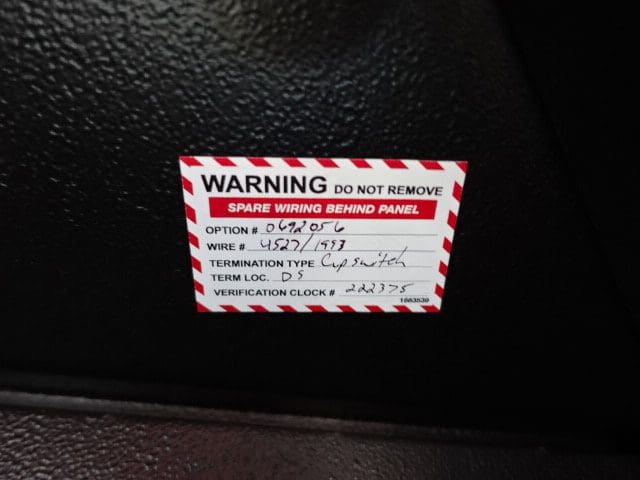 WARNING DO NOT REMOVE
SPARE WIRING BEHIND PANEL
OPTION # 0692056
WIRE # 4527/1993
TERMINATION TYPE Cup switch
TERM LOC. DS
VERIFICATION CLOCK # 222375
1663539